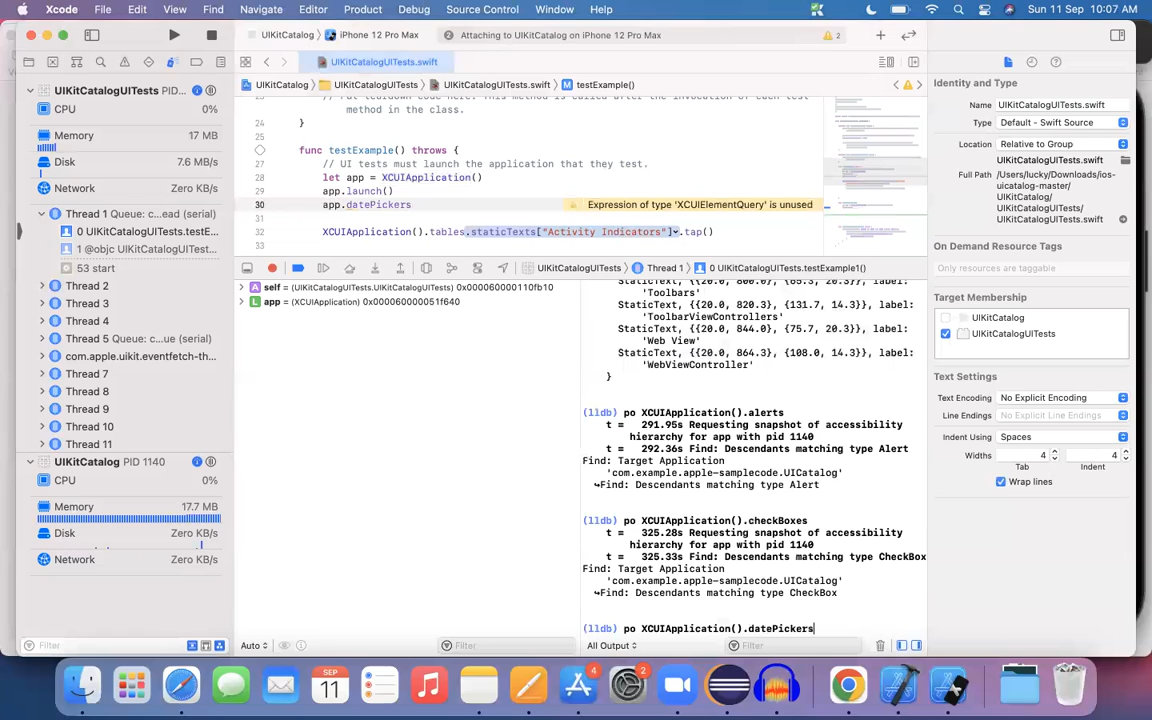 Xcode File Edit View Find Navigate Editor Product Debug Source Control Window Help Sun 11 Sep 10:07 AM
UIKitCatalog iPhone 12 Pro Max Attaching to UIKitCatalog on iPhone 12 Pro Max 2
UIKitCatalogUITests.swift
UIKitCatalog UIKitCatalogUITests UIKitCatalogUITests.swift testExample()
UIKitCatalogUITests PID...
CPU 0%
Memory 17 MB
Disk 7.6 MB/s
Network Zero KB/s
Thread 1 Queue: c...ead (serial)
0 UIKitCatalogUITests.testE...
1 @objc UIKitCatalogUITest...
53 start
Thread 2
Thread 3
Thread 4
Thread 5 Queue: c...ue (serial)
com.apple.uikit.eventfetch-th...
Thread 7
Thread 8
Thread 9
Thread 10
Thread 11
UIKitCatalog PID 1140
CPU 0%
Memory 17.7 MB
Disk Zero KB/s
Network Zero KB/s
Filter
method in the class.
24 }
25
func testExample() throws {
27 // UI tests must launch the application that they test.
28 let app = XCUIApplication()
29 app.launch()
30 app.datePickers Expression of type 'XCUIElementQuery' is unused
31
32 XCUIApplication().tables.staticTexts["Activity Indicators"].tap()
33
UIKitCatalogUITests Thread 1 0 UIKitCatalogUITests.testExample1()
self = (UIKitCatalogUITests.UIKitCatalogUITests) 0x000060000110fb10
app = (XCUIApplication) 0x000060000051f640
Auto Filter
'Toolbars'
StaticText, {{20.0, 820.3}, {131.7, 14.3}}, label:
'ToolbarViewControllers'
StaticText, {{20.0, 844.0}, {75.7, 20.3}}, label:
'Web View'
StaticText, {{20.0, 864.3}, {108.0, 14.3}}, label:
'WebViewController'
}
(lldb) po XCUIApplication().alerts
t = 291.95s Requesting snapshot of accessibility
hierarchy for app with pid 1140
t = 292.36s Find: Descendants matching type Alert
Find: Target Application
'com.example.apple-samplecode.UICatalog'
↪Find: Descendants matching type Alert
(lldb) po XCUIApplication().checkBoxes
t = 325.28s Requesting snapshot of accessibility
hierarchy for app with pid 1140
t = 325.33s Find: Descendants matching type CheckBox
Find: Target Application
'com.example.apple-samplecode.UICatalog'
↪Find: Descendants matching type CheckBox
(lldb) po XCUIApplication().datePickers
All Output Filter
Identity and Type
Name UIKitCatalogUITests.swift
Type Default - Swift Source
Location Relative to Group
UIKitCatalogUITests.swift
Full Path /Users/lucky/Downloads/ios-
uicatalog-master/
UIKitCatalog/
UIKitCatalogUITests/
UIKitCatalogUITests.swift
On Demand Resource Tags
Only resources are taggable
Target Membership
UIKitCatalog
UIKitCatalogUITests
Text Settings
Text Encoding No Explicit Encoding
Line Endings No Explicit Line Endings
Indent Using Spaces
Widths 4 4
Tab Indent
Wrap lines
SEP
11
4
2